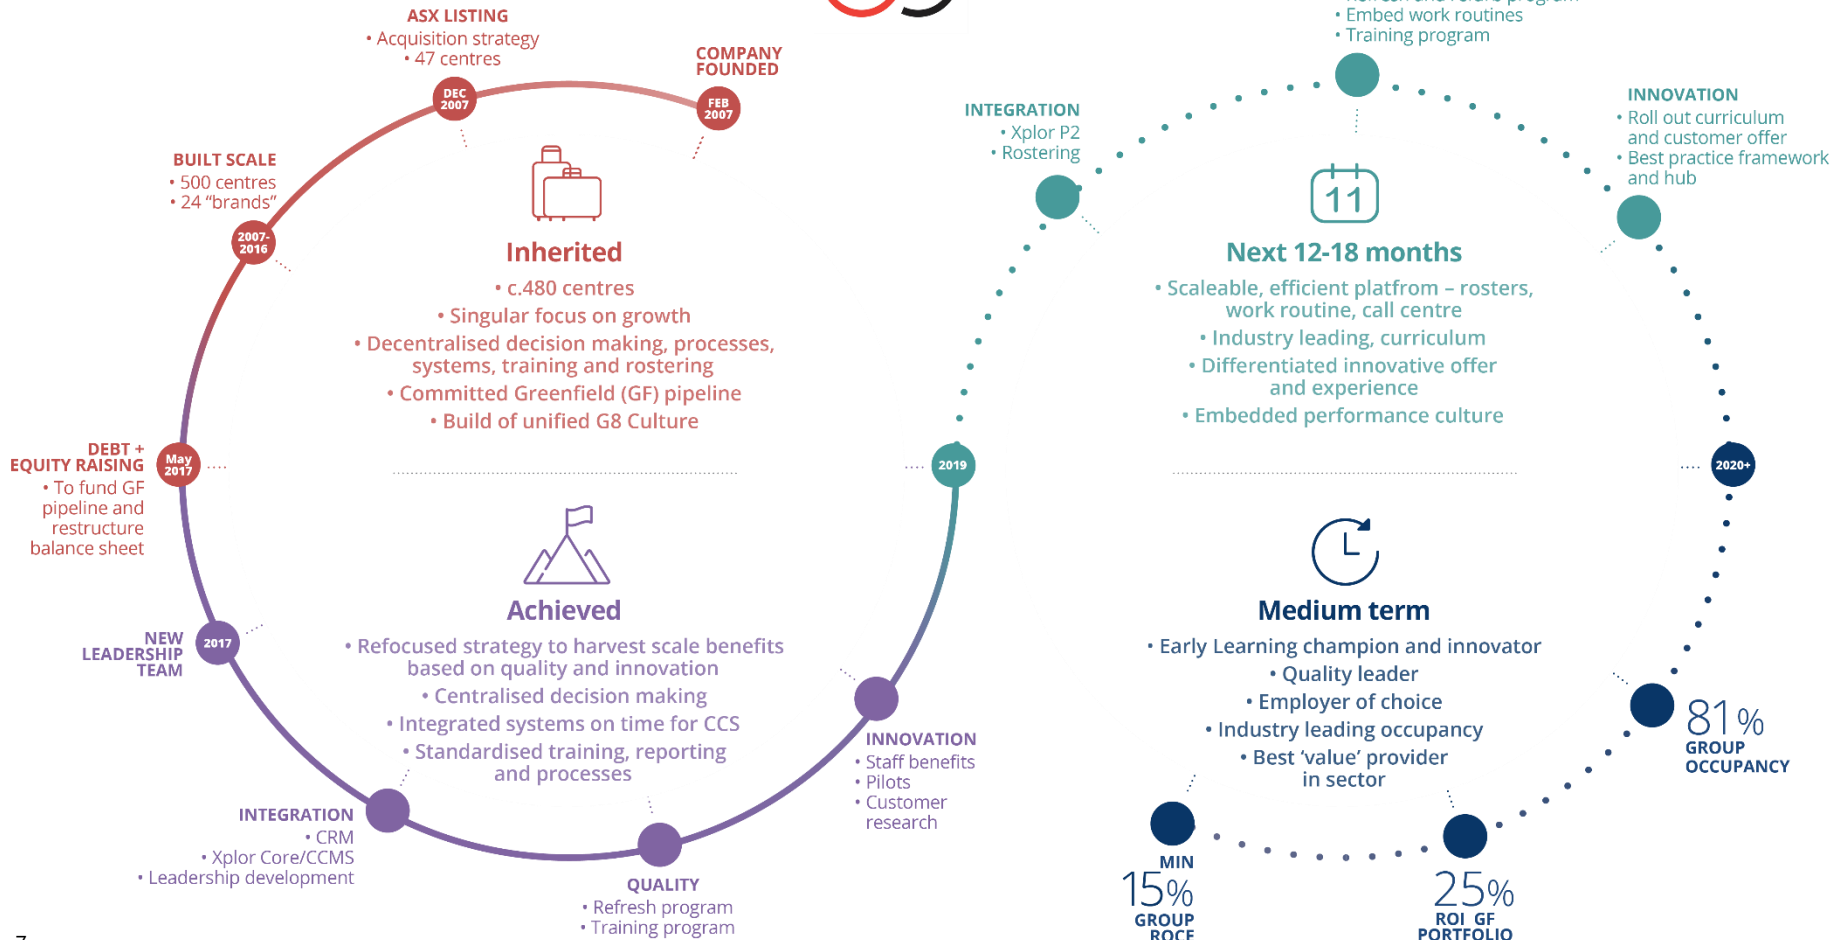 ASX LISTING
• Acquisition strategy
• 47 centres
COMPANY
FOUNDED
DEC
2007
FEB
2007
BUILT SCALE
• 500 centres
• 24 “brands”
2007-
2016
Inherited
• c.480 centres
• Singular focus on growth
• Decentralised decision making, processes,
systems, training and rostering
• Committed Greenfield (GF) pipeline
• Build of unified G8 Culture
DEBT +
EQUITY RAISING
• To fund GF
pipeline and
restructure
balance sheet
May
2017
NEW
LEADERSHIP
TEAM
2017
Achieved
• Refocused strategy to harvest scale benefits
based on quality and innovation
• Centralised decision making
• Integrated systems on time for CCS
• Standardised training, reporting
and processes
INTEGRATION
• CRM
• Xplor Core/CCMS
• Leadership development
QUALITY
• Refresh program
• Training program
INNOVATION
• Staff benefits
• Pilots
• Customer
research
2019
INTEGRATION
• Xplor P2
• Rostering
• Embed work routines
• Training program
INNOVATION
• Roll out curriculum
and customer offer
• Best practice framework
and hub
11
Next 12-18 months
• Scaleable, efficient platfrom – rosters,
work routine, call centre
• Industry leading, curriculum
• Differentiated innovative offer
and experience
• Embedded performance culture
2020+
Medium term
• Early Learning champion and innovator
• Quality leader
• Employer of choice
• Industry leading occupancy
• Best ‘value’ provider
in sector
81%
GROUP
OCCUPANCY
25%
ROI GF
PORTFOLIO
MIN
15%
GROUP
ROCE